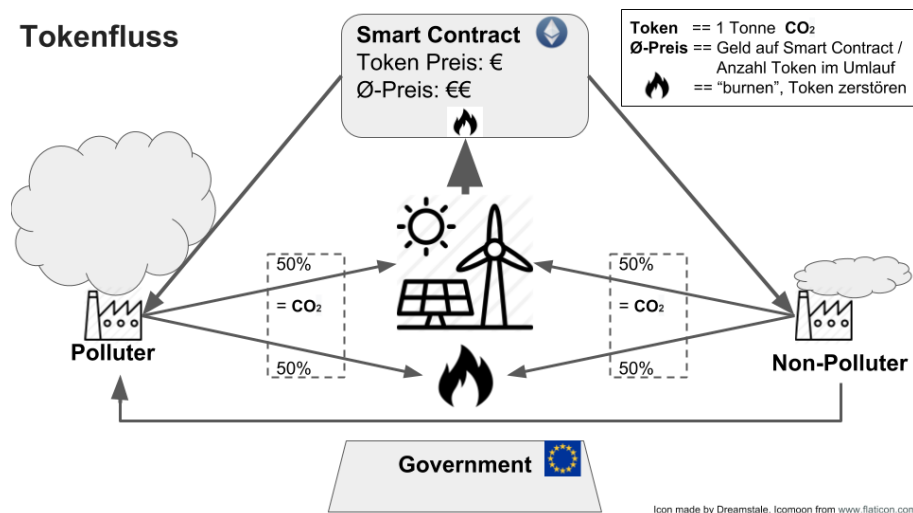 Tokenfluss
Smart Contract
Token Preis: €
Ø-Preis: €€
Token == 1 Tonne CO₂
Ø-Preis == Geld auf Smart Contract /
Anzahl Token im Umlauf
== “burnen”, Token zerstören
50%
= CO₂
50%
50%
= CO₂
50%
Polluter
Non-Polluter
Government
Icon made by Dreamstale, Icomoon from www.flaticon.com